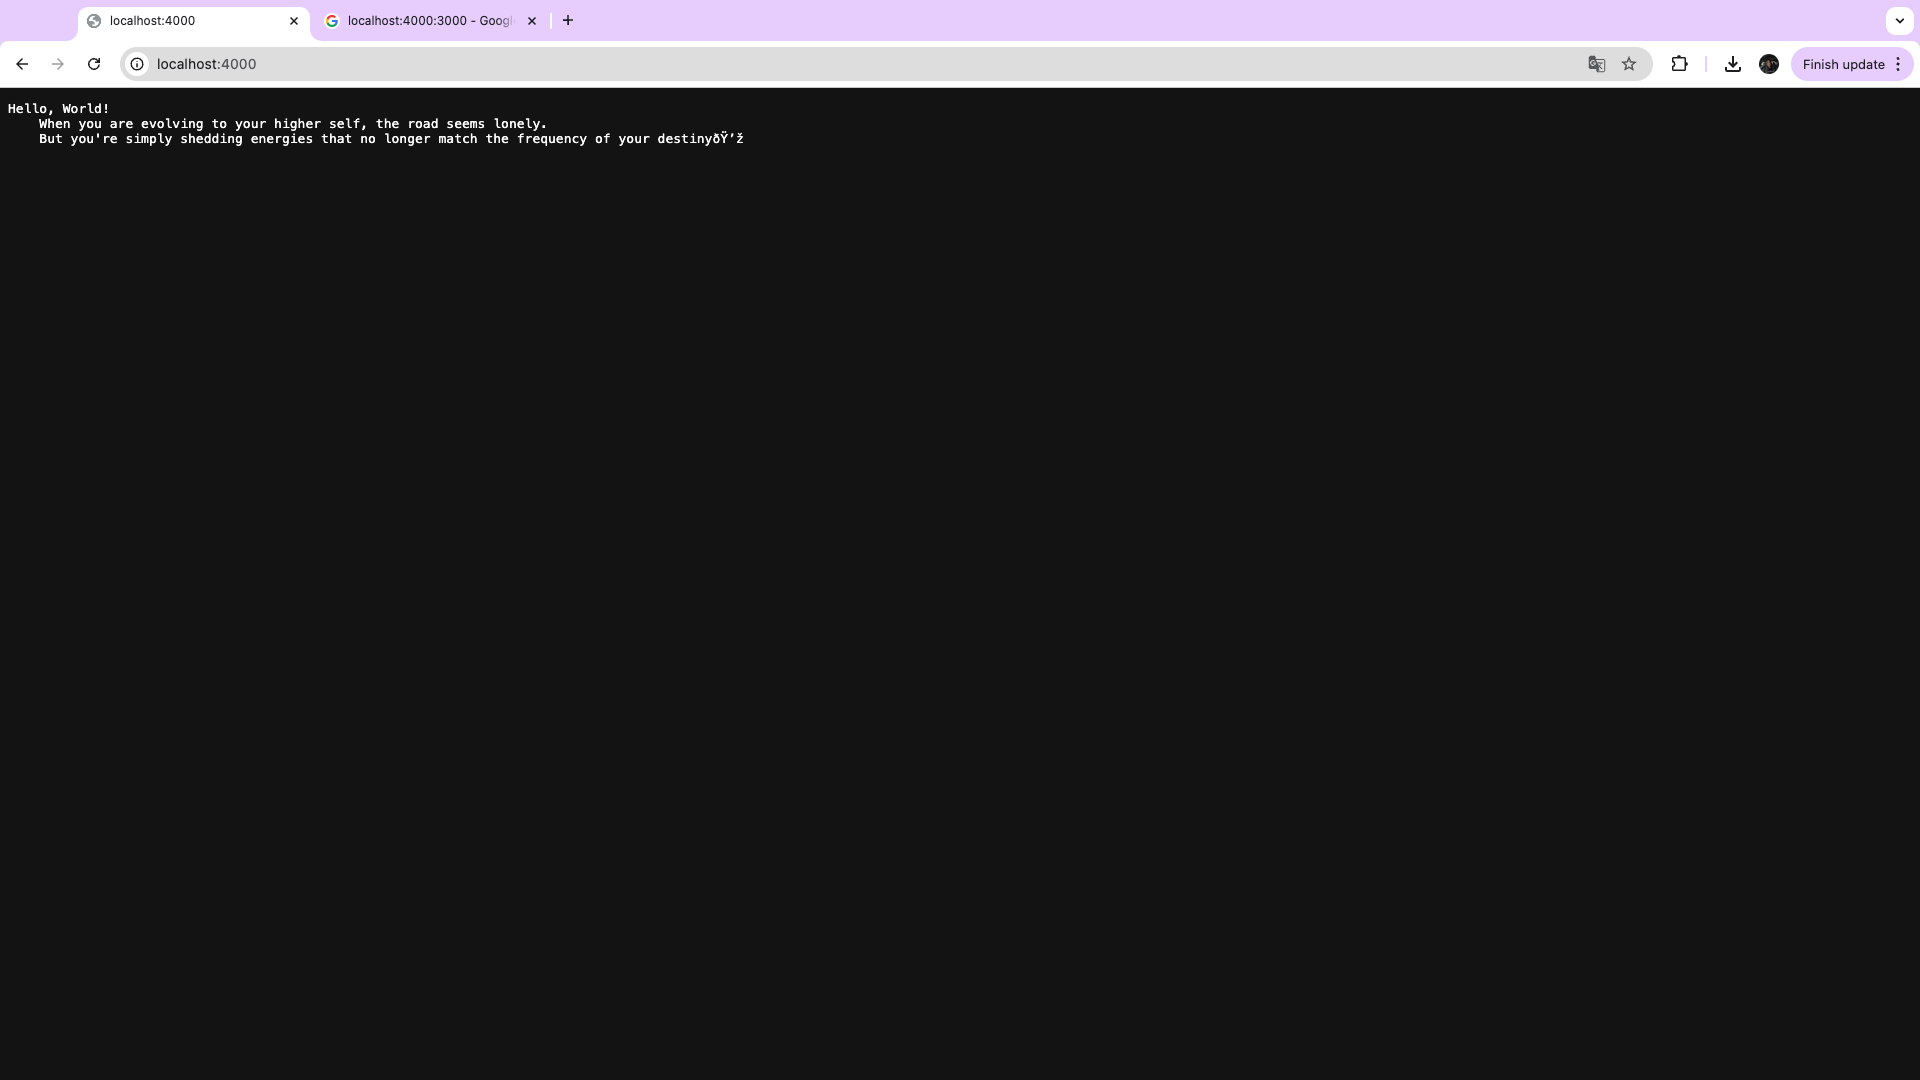 localhost:4000
localhost:4000:3000 - Googl
localhost:4000
Finish update
Hello, World!
When you are evolving to your higher self, the road seems lonely.
But you're simply shedding energies that no longer match the frequency of your destinyðŸ’ž